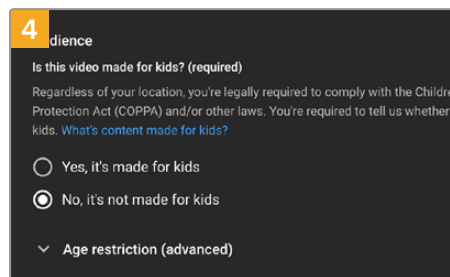 4
dience
Is this video made for kids? (required)
Regardless of your location, you're legally required to comply with the Childre
Protection Act (COPPA) and/or other laws. You're required to tell us whether
kids. What's content made for kids?
Yes, it's made for kids
No, it's not made for kids
Age restriction (advanced)